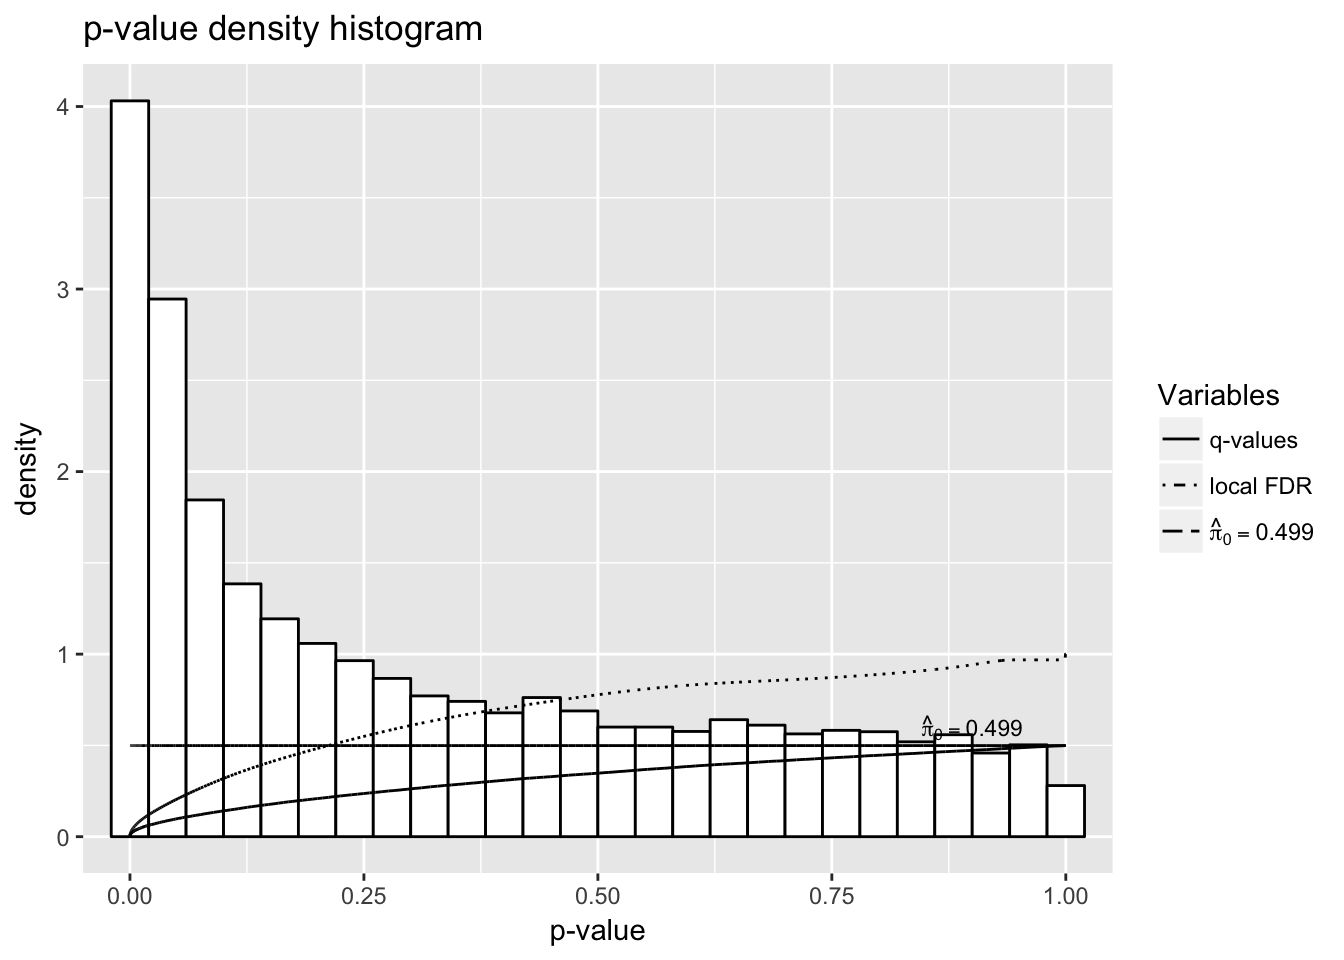 p-value density histogram
4
3
2
1
0
density
0.00 0.25 0.50 0.75 1.00
p-value
π̂₀ = 0.499
Variables
q-values
local FDR
π̂₀ = 0.499